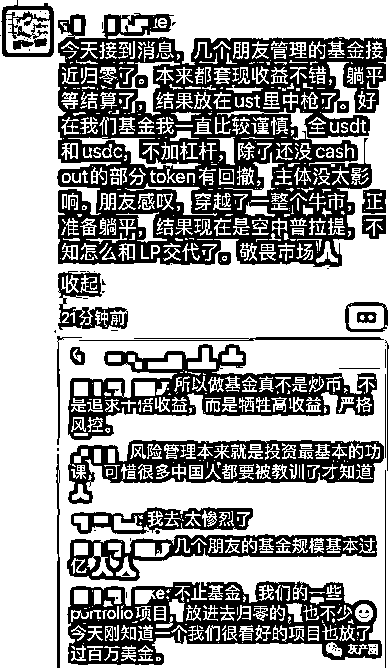 今天接到消息，几个朋友管理的基金接
近归零了。本来都套现收益不错，躺平
等结算了，结果放在ust里中枪了。好
在我们基金我一直比较谨慎，全usdt
和usdc，不加杠杆，除了还没cash
out的部分token有回撤，主体没太影
响。朋友感叹，穿越了一整个牛市，正
准备躺平，结果现在是空中普拉提，不
知怎么和LP交代了。敬畏市场🙏
收起
21分钟前
所以做基金真不是炒币，不
是追求千倍收益，而是牺牲高收益，严格
风控。
风险管理本来就是投资最基本的功
课，可惜很多中国人都要被教训了才知道
我去 太惨烈了
几个朋友的基金规模基本过
亿
ke: 不止基金，我们的一些
portfolio项目，放进去归零的，也不少
今天刚知道一个我们很看好的项目也放了
过百万美金。
灰产圈